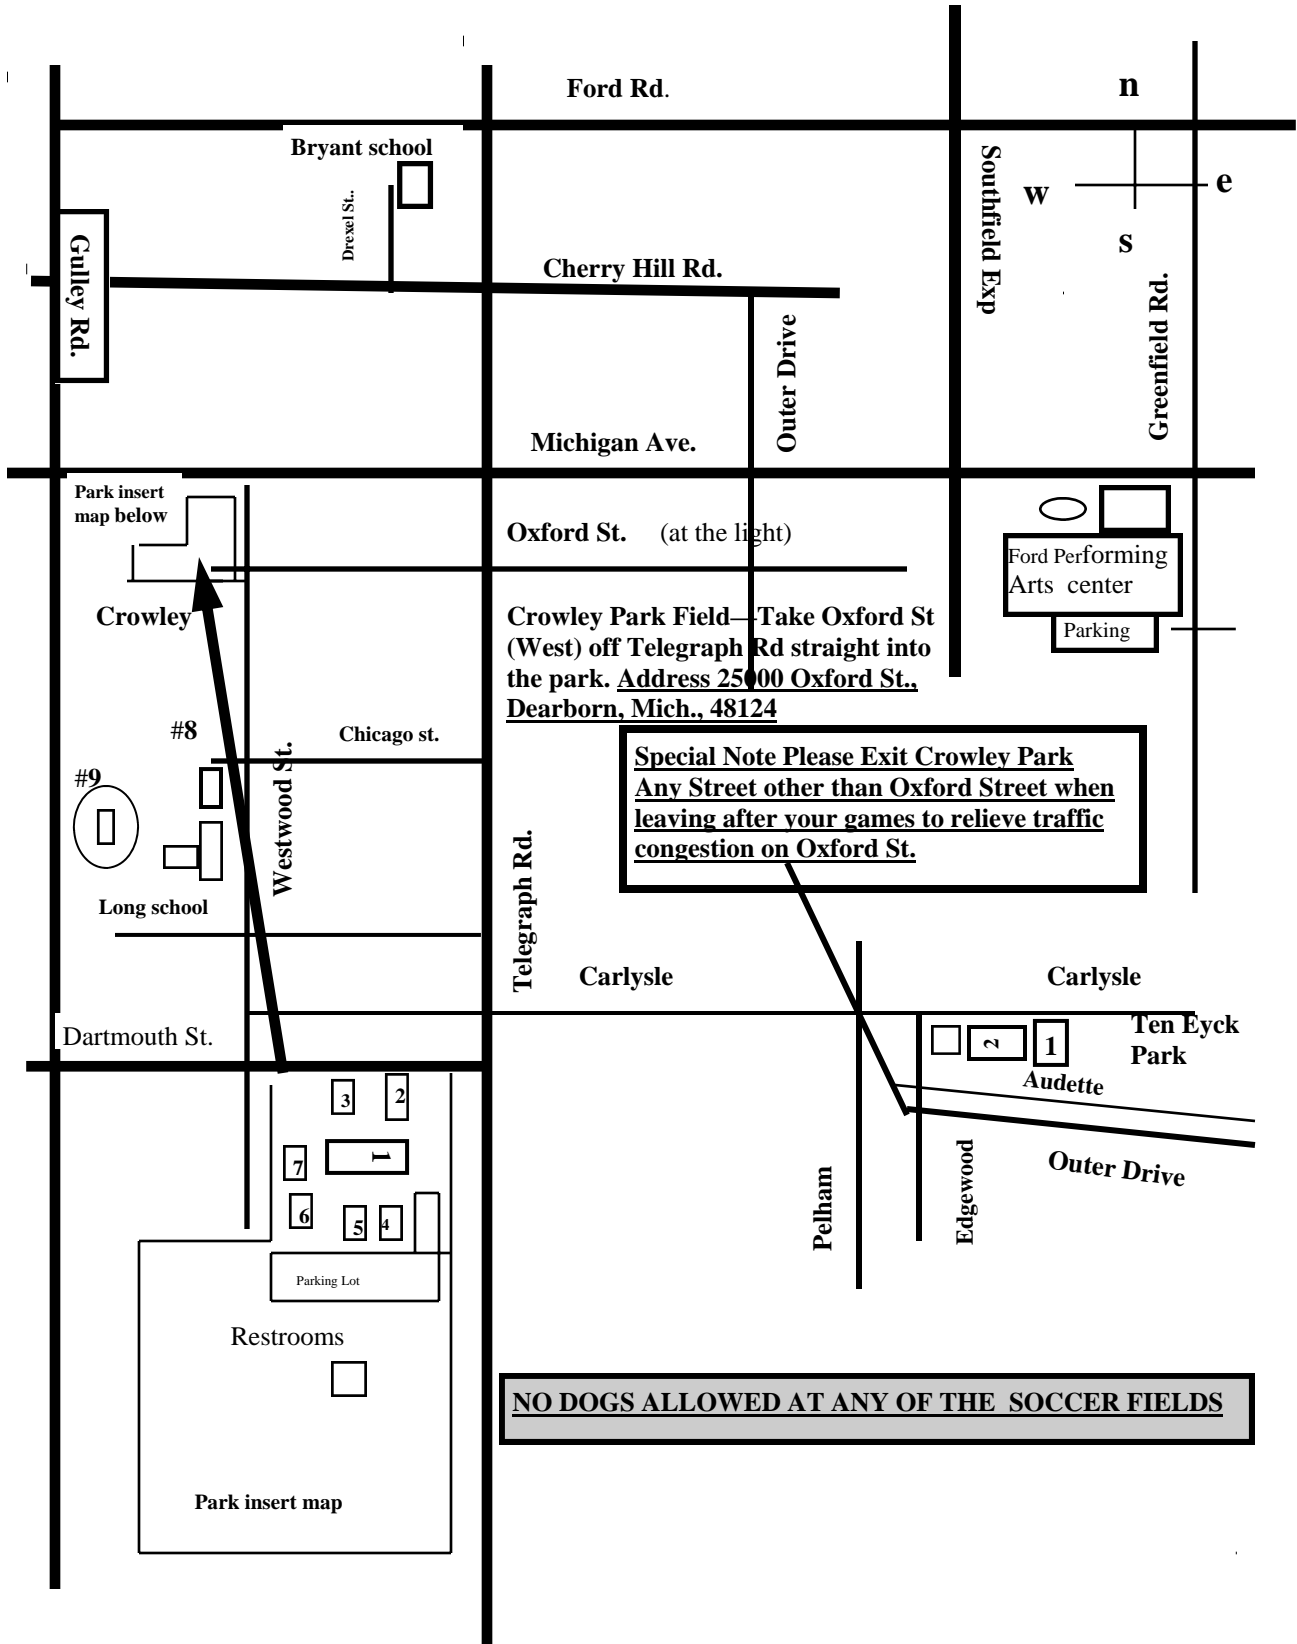 Ford Rd.
n
Bryant school
Southfield Exp
w
e
Drexel St..
s
Gulley Rd.
Cherry Hill Rd.
Greenfield Rd.
Outer Drive
Michigan Ave.
Park insert
map below
Oxford St. (at the light)
Ford Performing
Arts center
Parking
Crowley
Crowley Park Field—Take Oxford St
(West) off Telegraph Rd straight into
the park. Address 25000 Oxford St.,
Dearborn, Mich., 48124
#8
Chicago st.
#9
Westwood St.
Special Note Please Exit Crowley Park
Any Street other than Oxford Street when
leaving after your games to relieve traffic
congestion on Oxford St.
Telegraph Rd.
Long school
Carlysle
Carlysle
Dartmouth St.
Ten Eyck
Park
2
1
Audette
3
2
1
7
Outer Drive
Pelham
Edgewood
6
5
4
Parking Lot
Restrooms
NO DOGS ALLOWED AT ANY OF THE SOCCER FIELDS
Park insert map